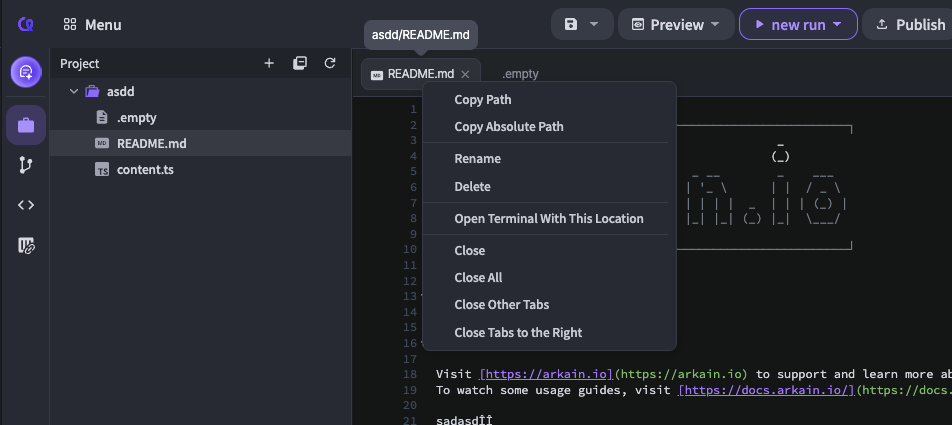 Menu
asdd/README.md
Preview
new run
Publish
Project
README.md
.empty
asdd
.empty
README.md
content.ts
Copy Path
Copy Absolute Path
Rename
Delete
Open Terminal With This Location
Close
Close All
Close Other Tabs
Close Tabs to the Right
1
2
3
4
5
6
7
8
9
10
11
12
13
14
15
16
17
18 Visit [https://arkain.io](https://arkain.io) to support and learn more ab
19 To watch some usage guides, visit [https://docs.arkain.io/](https://docs.
20
21